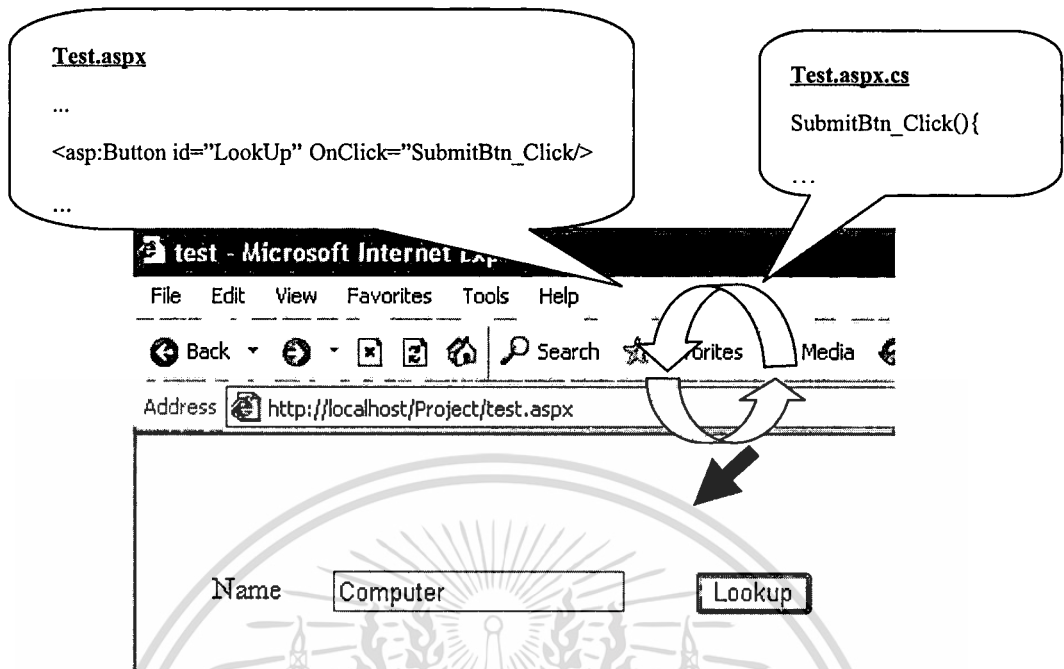 Test.aspx
...
<asp:Button id="LookUp" OnClick="SubmitBtn_Click/>
...
Test.aspx.cs
SubmitBtn_Click(){
...
test - Microsoft Internet
File Edit View Favorites Tools Help
Back Search Media
Address http://localhost/Project/test.aspx
Name Computer Lookup